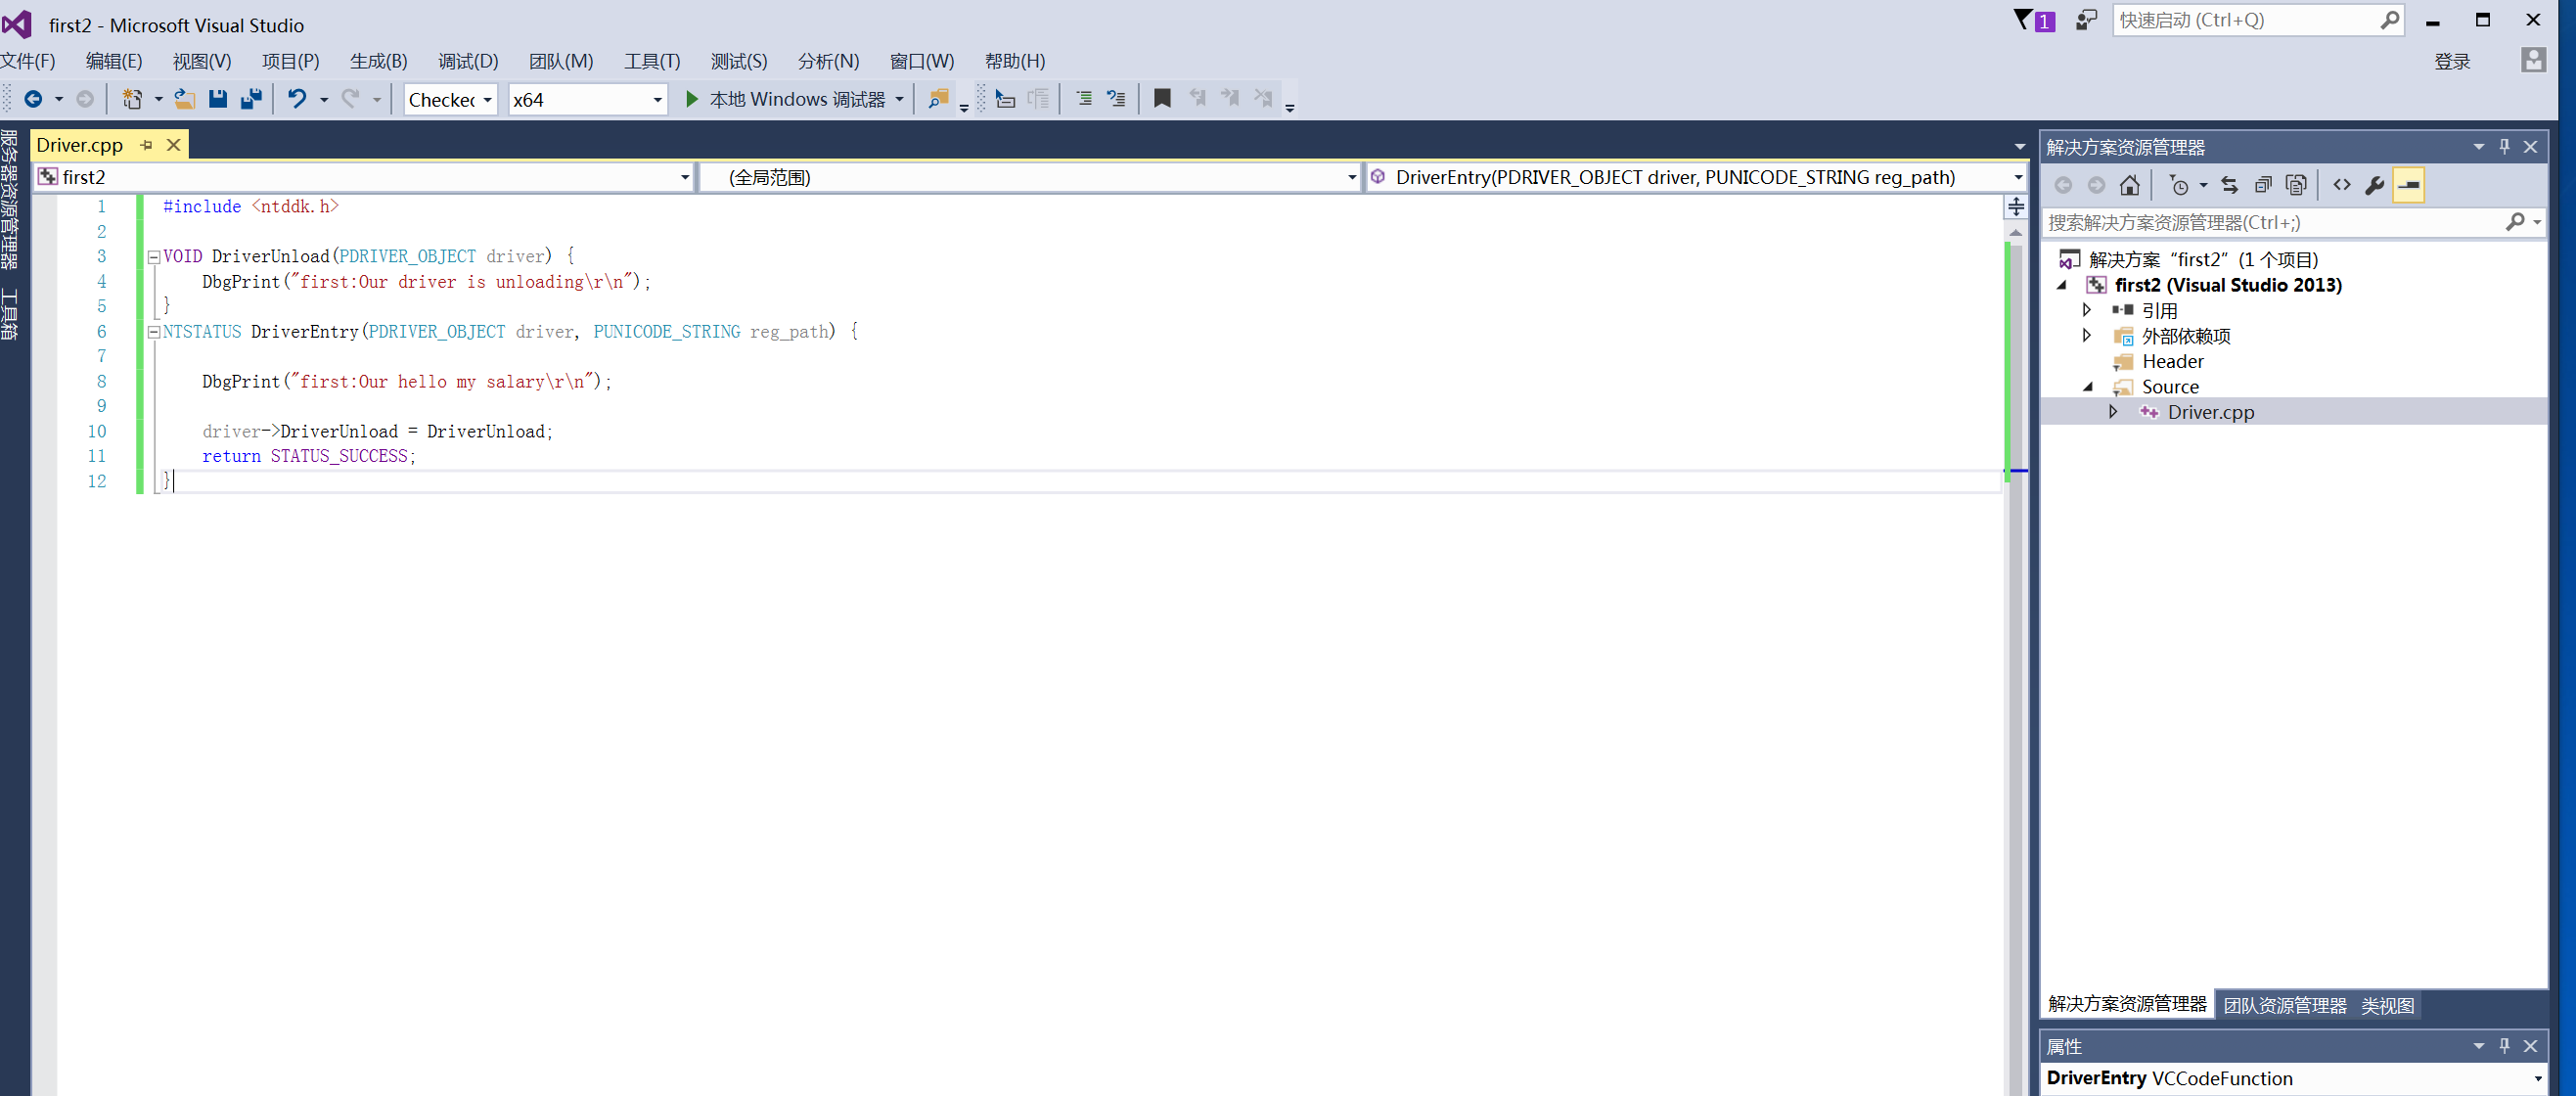 first2 - Microsoft Visual Studio
1
快速启动 (Ctrl+Q)
文件(F) 编辑(E) 视图(V) 项目(P) 生成(B) 调试(D) 团队(M) 工具(T) 测试(S) 分析(N) 窗口(W) 帮助(H)
登录
Checkec x64 本地 Windows 调试器
服务器资源管理器
工具箱
Driver.cpp
first2 (全局范围) DriverEntry(PDRIVER_OBJECT driver, PUNICODE_STRING reg_path)
1 #include <ntddk.h>
2
3 VOID DriverUnload(PDRIVER_OBJECT driver) {
4 DbgPrint("first:Our driver is unloading\r\n");
5 }
6 NTSTATUS DriverEntry(PDRIVER_OBJECT driver, PUNICODE_STRING reg_path) {
7
8 DbgPrint("first:Our hello my salary\r\n");
9
10 driver->DriverUnload = DriverUnload;
11 return STATUS_SUCCESS;
12 }
解决方案资源管理器
搜索解决方案资源管理器(Ctrl+;)
解决方案“first2”(1 个项目)
first2 (Visual Studio 2013)
引用
外部依赖项
Header
Source
Driver.cpp
解决方案资源管理器 团队资源管理器 类视图
属性
DriverEntry VCCodeFunction